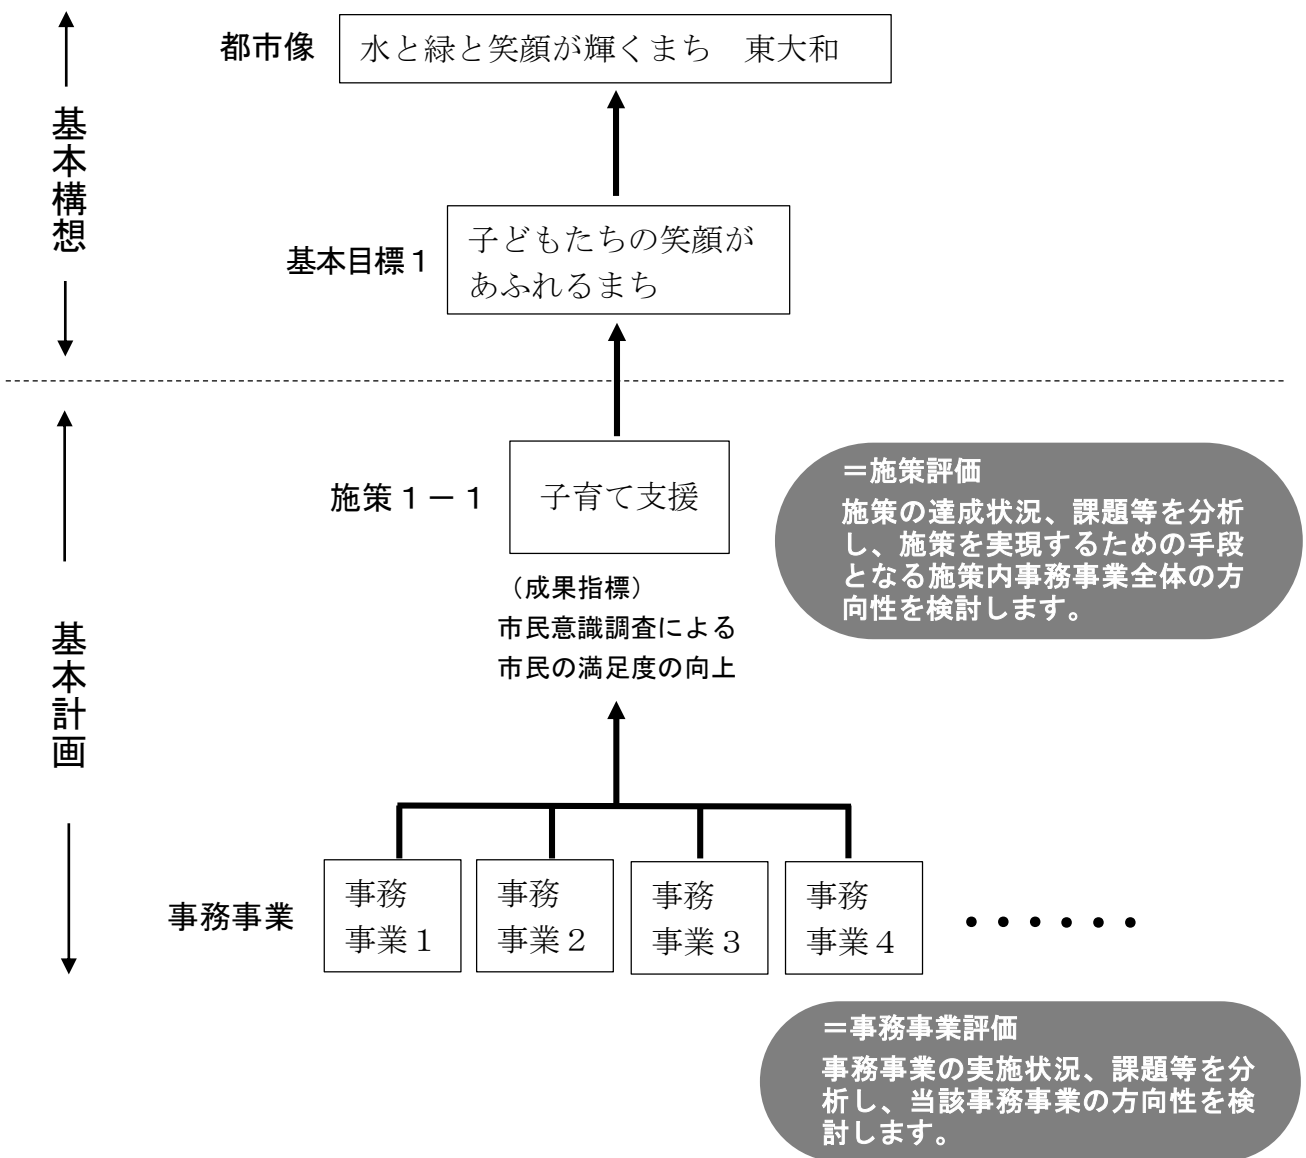 都市像
水と緑と笑顔が輝くまち　東大和
基本構想
基本目標１
子どもたちの笑顔が
あふれるまち
施策１－１
子育て支援
＝施策評価
施策の達成状況、課題等を分析
し、施策を実現するための手段
となる施策内事務事業全体の方
向性を検討します。
（成果指標）
市民意識調査による
市民の満足度の向上
基本計画
事務事業
事務
事業１
事務
事業２
事務
事業３
事務
事業４
・・・・・・
＝事務事業評価
事務事業の実施状況、課題等を分
析し、当該事務事業の方向性を検
討します。